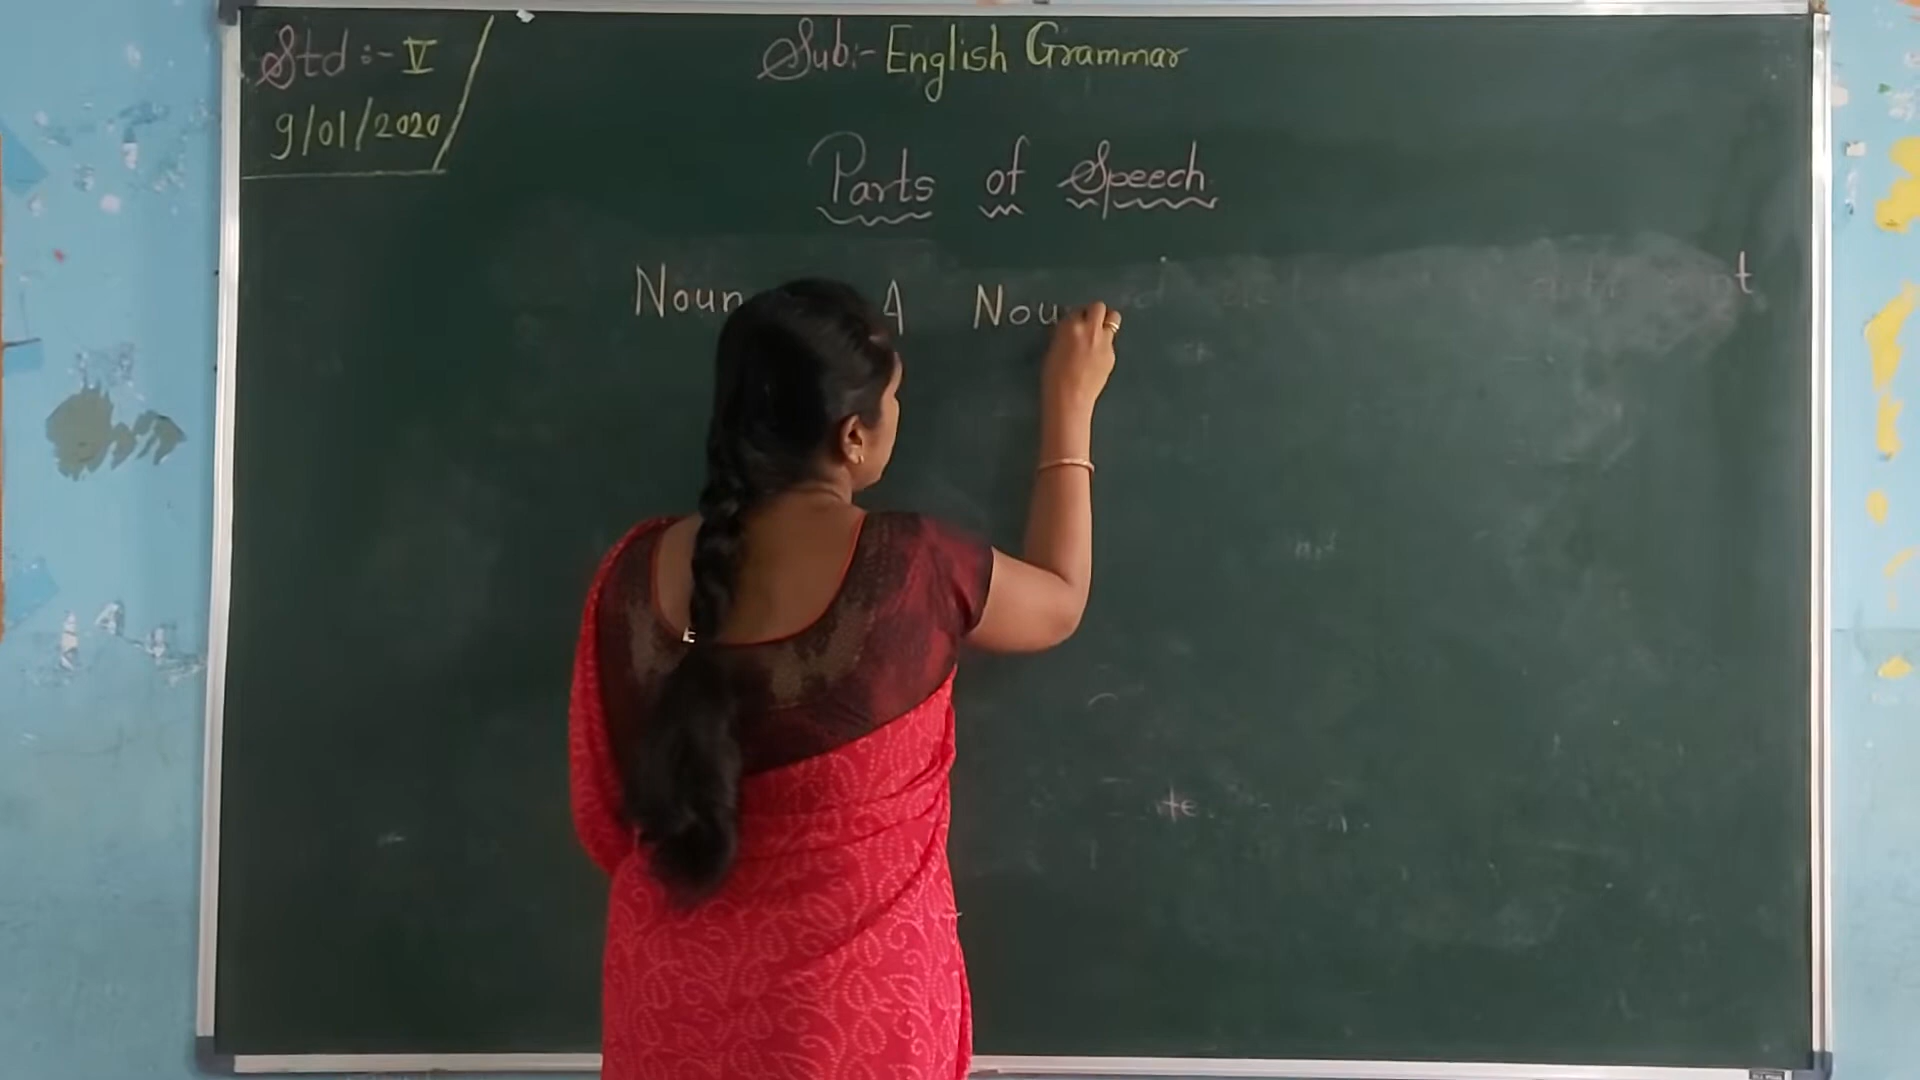 Std :- V
9/01/2020
Sub:- English Grammar
Parts of Speech
Noun A Nou